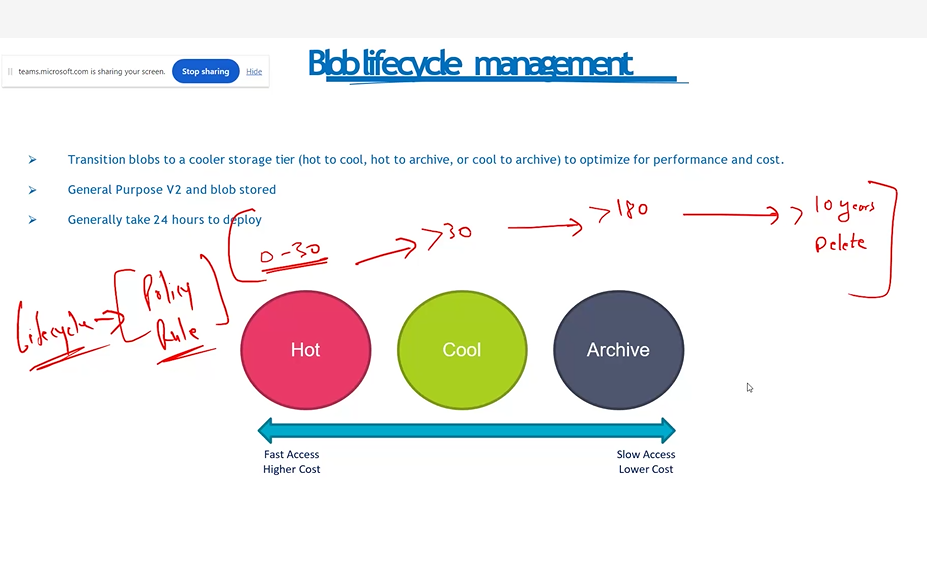 Blob lifecycle management
|| teams.microsoft.com is sharing your screen. Stop sharing Hide
➢ Transition blobs to a cooler storage tier (hot to cool, hot to archive, or cool to archive) to optimize for performance and cost.
➢ General Purpose V2 and blob stored
➢ Generally take 24 hours to deploy
0-30 >30 >180 > 10 years
Delete
Lifecycle Policy
Rule
Hot Cool Archive
Fast Access Slow Access
Higher Cost Lower Cost